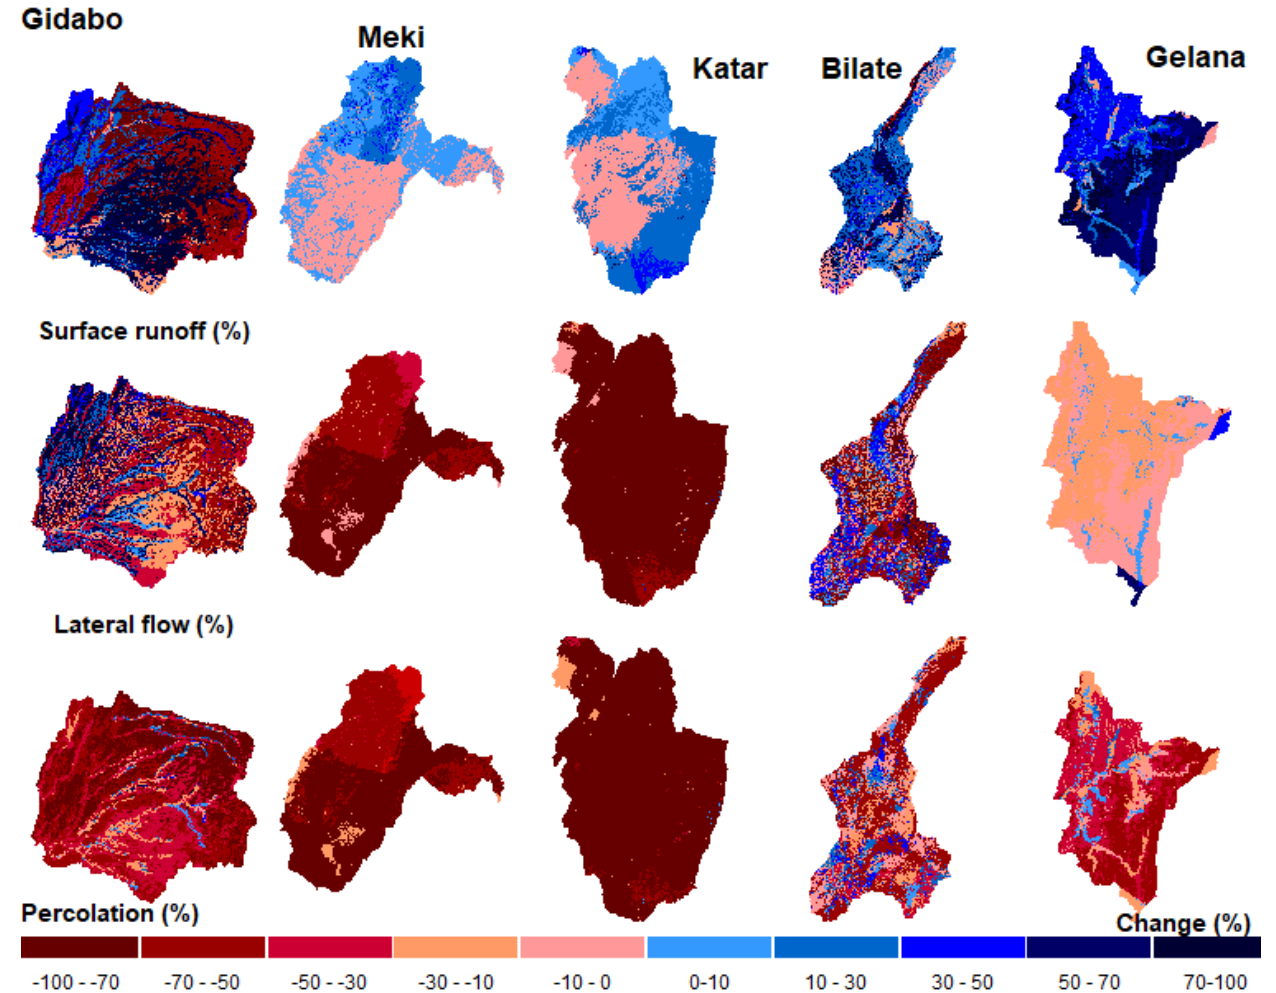 Gidabo
Meki
Katar
Bilate
Gelana
Surface runoff (%)
Lateral flow (%)
Percolation (%)
Change (%)
-100 - -70
-70 - -50
-50 - -30
-30 - -10
-10 - 0
0-10
10 - 30
30 - 50
50 - 70
70-100